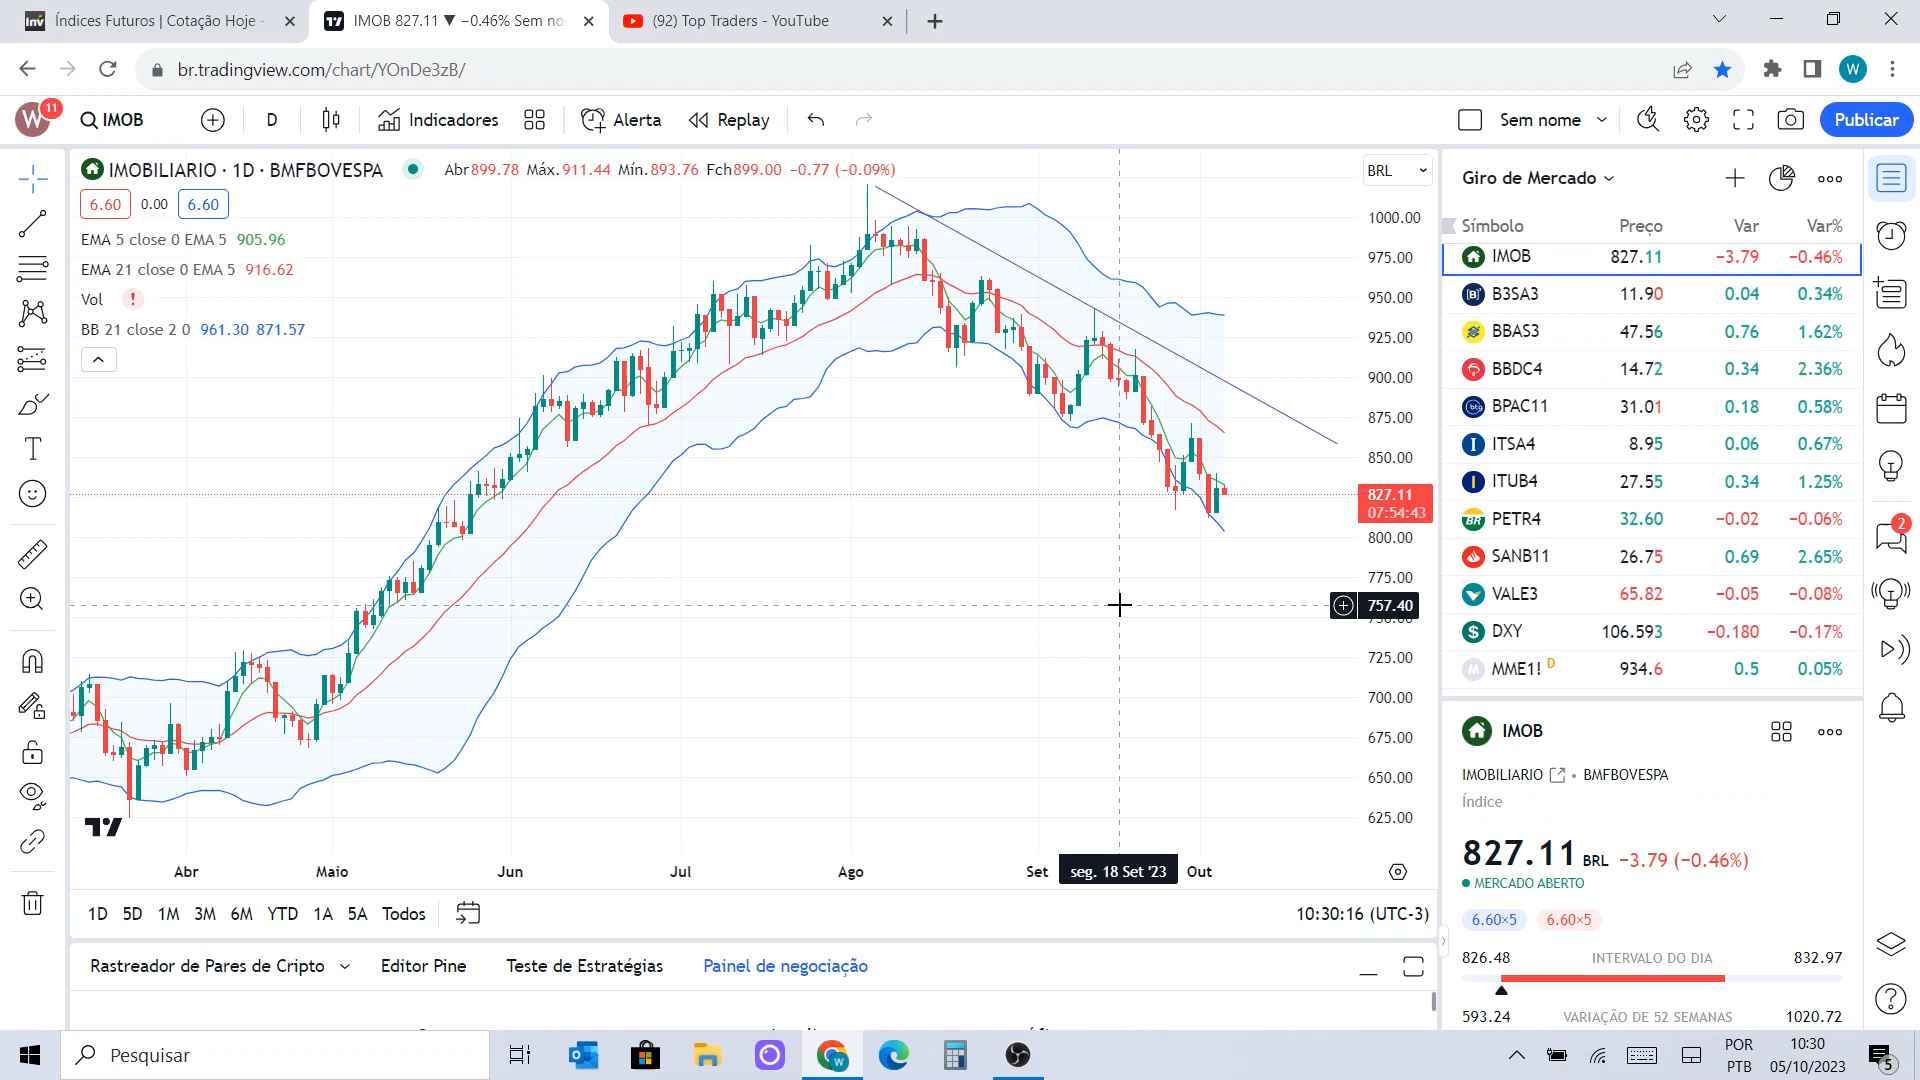 Índices Futuros | Cotação Hoje -
IMOB 827.11 ▼ −0.46% Sem no
(92) Top Traders - YouTube
br.tradingview.com/chart/YOnDe3zB/
W
W
11
IMOB
D
Indicadores
Alerta
Replay
Sem nome
Publicar
IMOBILIARIO · 1D · BMFBOVESPA
Abr899.78 Máx.911.44 Mín.893.76 Fch899.00 −0.77 (−0.09%)
6.60 0.00 6.60
EMA 5 close 0 EMA 5 905.96
EMA 21 close 0 EMA 5 916.62
Vol !
BB 21 close 2 0 961.30 871.57
BRL
1000.00
975.00
950.00
925.00
900.00
875.00
850.00
827.11
07:54:43
800.00
775.00
757.40
725.00
700.00
675.00
650.00
625.00
Abr Maio Jun Jul Ago Set seg. 18 Set '23 Out
1D 5D 1M 3M 6M YTD 1A 5A Todos
10:30:16 (UTC-3)
Rastreador de Pares de Cripto Editor Pine Teste de Estratégias Painel de negociação
Giro de Mercado
Símbolo Preço Var Var%
IMOB 827.11 −3.79 −0.46%
B3SA3 11.90 0.04 0.34%
BBAS3 47.56 0.76 1.62%
BBDC4 14.72 0.34 2.36%
BPAC11 31.01 0.18 0.58%
ITSA4 8.95 0.06 0.67%
ITUB4 27.55 0.34 1.25%
PETR4 32.60 −0.02 −0.06%
SANB11 26.75 0.69 2.65%
VALE3 65.82 −0.05 −0.08%
DXY 106.593 −0.180 −0.17%
MME1! D 934.6 0.5 0.05%
IMOB
IMOBILIARIO • BMFBOVESPA
Índice
827.11 BRL −3.79 (−0.46%)
MERCADO ABERTO
6.60×5 6.60×5
826.48 INTERVALO DO DIA 832.97
593.24 VARIAÇÃO DE 52 SEMANAS 1020.72
2
Pesquisar
POR
PTB
10:30
05/10/2023
5